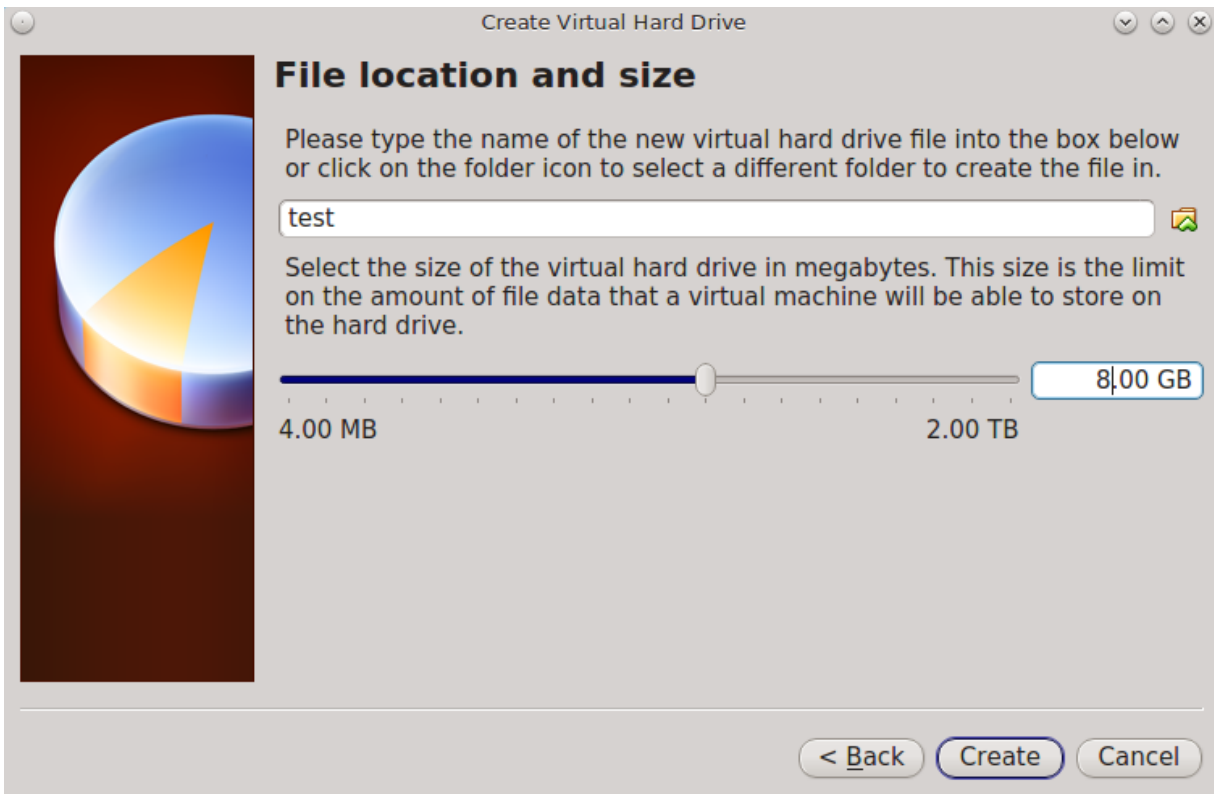 Create Virtual Hard Drive
File location and size
Please type the name of the new virtual hard drive file into the box below
or click on the folder icon to select a different folder to create the file in.
test
Select the size of the virtual hard drive in megabytes. This size is the limit
on the amount of file data that a virtual machine will be able to store on
the hard drive.
8.00 GB
4.00 MB
2.00 TB
< Back
Create
Cancel